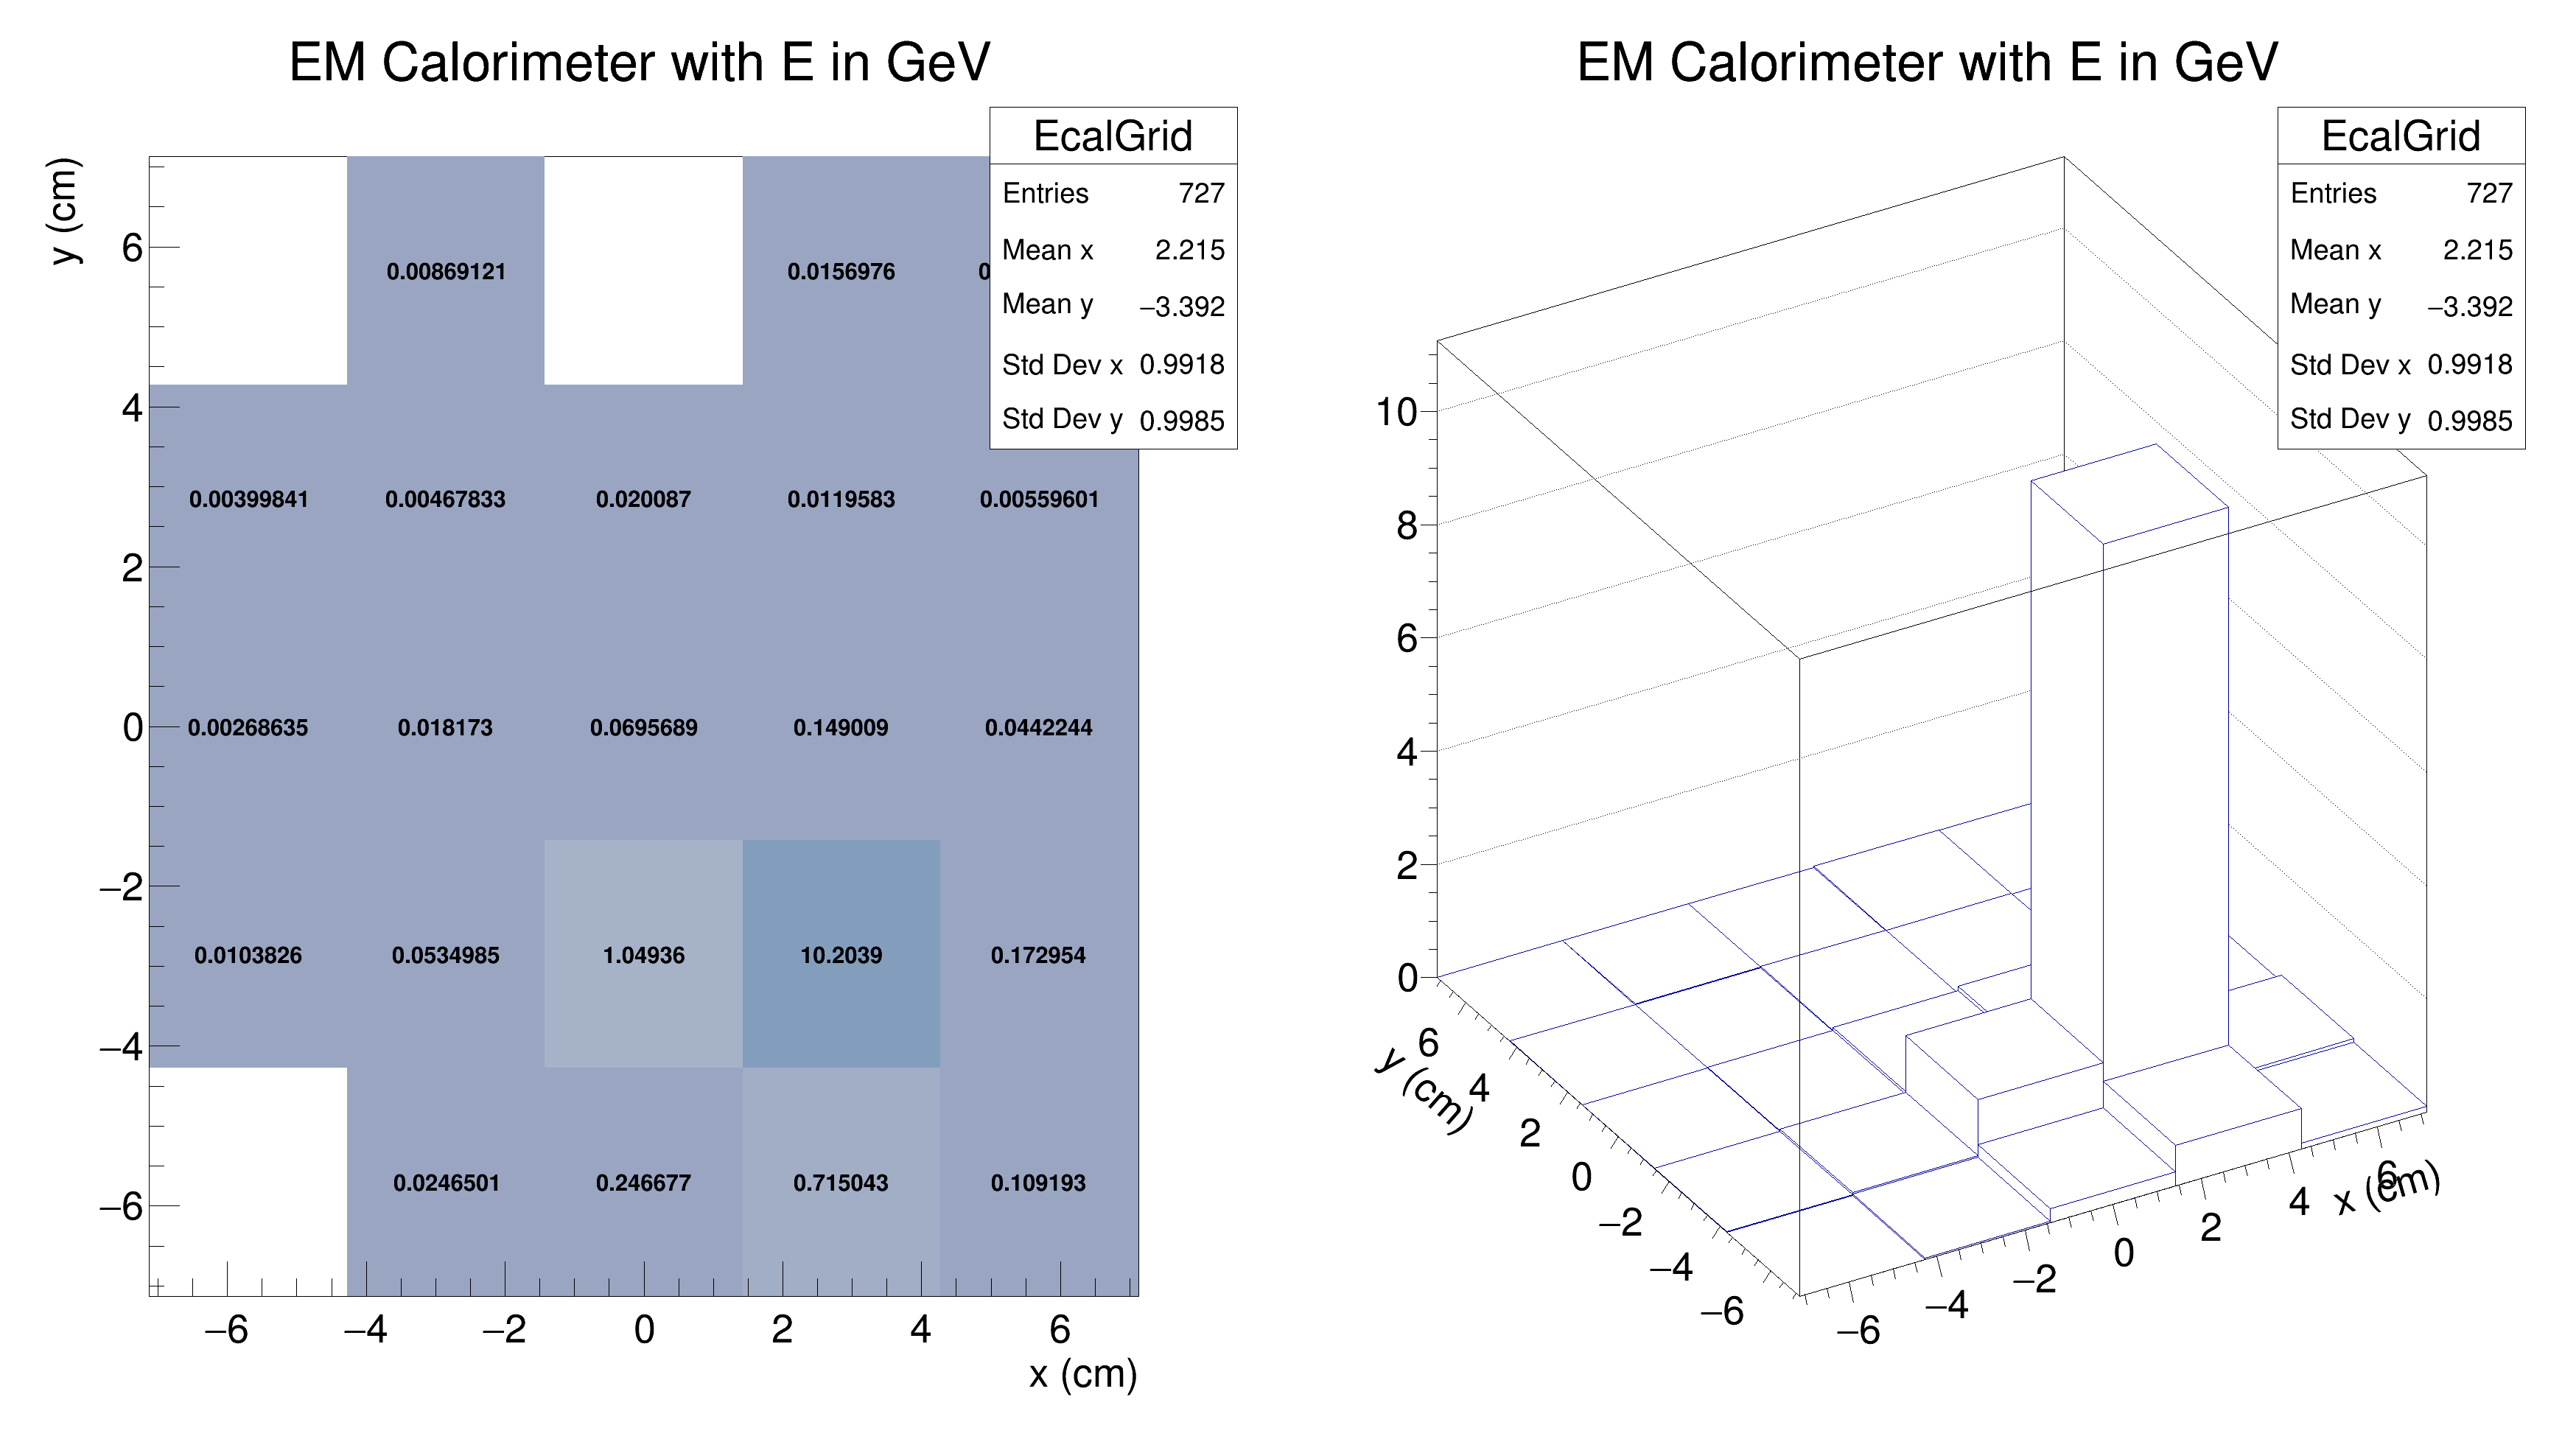 EM Calorimeter with E in GeV
EcalGrid
Entries 727
Mean x 2.215
Mean y −3.392
Std Dev x 0.9918
Std Dev y 0.9985
y (cm)
6
4
2
0
−2
−4
−6
0.00869121 0.0156976
0.00399841 0.00467833 0.020087 0.0119583 0.00559601
0.00268635 0.018173 0.0695689 0.149009 0.0442244
0.0103826 0.0534985 1.04936 10.2039 0.172954
0.0246501 0.246677 0.715043 0.109193
−6 −4 −2 0 2 4 6
x (cm)
EM Calorimeter with E in GeV
EcalGrid
Entries 727
Mean x 2.215
Mean y −3.392
Std Dev x 0.9918
Std Dev y 0.9985
10
8
6
4
2
0
y (cm)
6
4
2
0
−2
−4
−6
−6
−4
−2
0
2
4
6
x (cm)